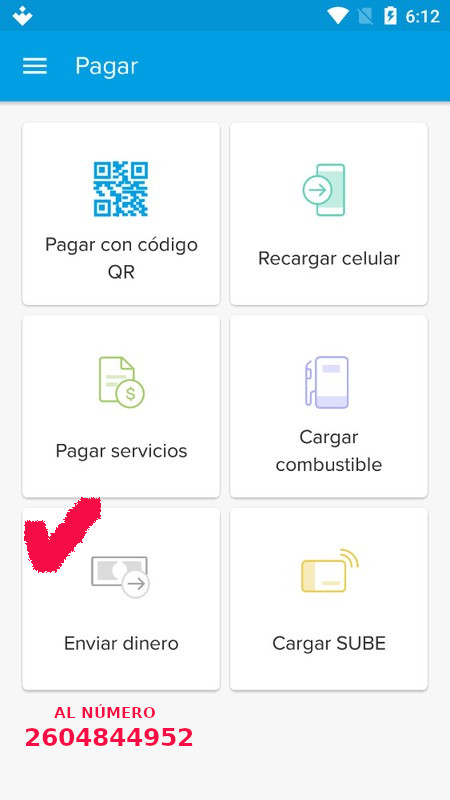 6:12
Pagar
Pagar con código
QR
Recargar celular
Pagar servicios
Cargar
combustible
Enviar dinero
Cargar SUBE
AL NÚMERO
2604844952